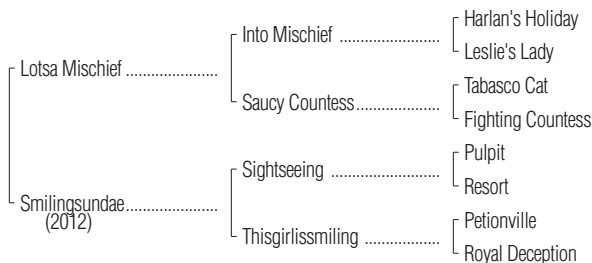 Harlan's Holiday
Into Mischief ........................
Leslie's Lady
Lotsa Mischief ......................
Tabasco Cat
Saucy Countess....................
Fighting Countess
Pulpit
Sightseeing ..........................
Resort
Smilingsundae......................
(2012)
Petionville
Thisgirlissmiling ..................
Royal Deception